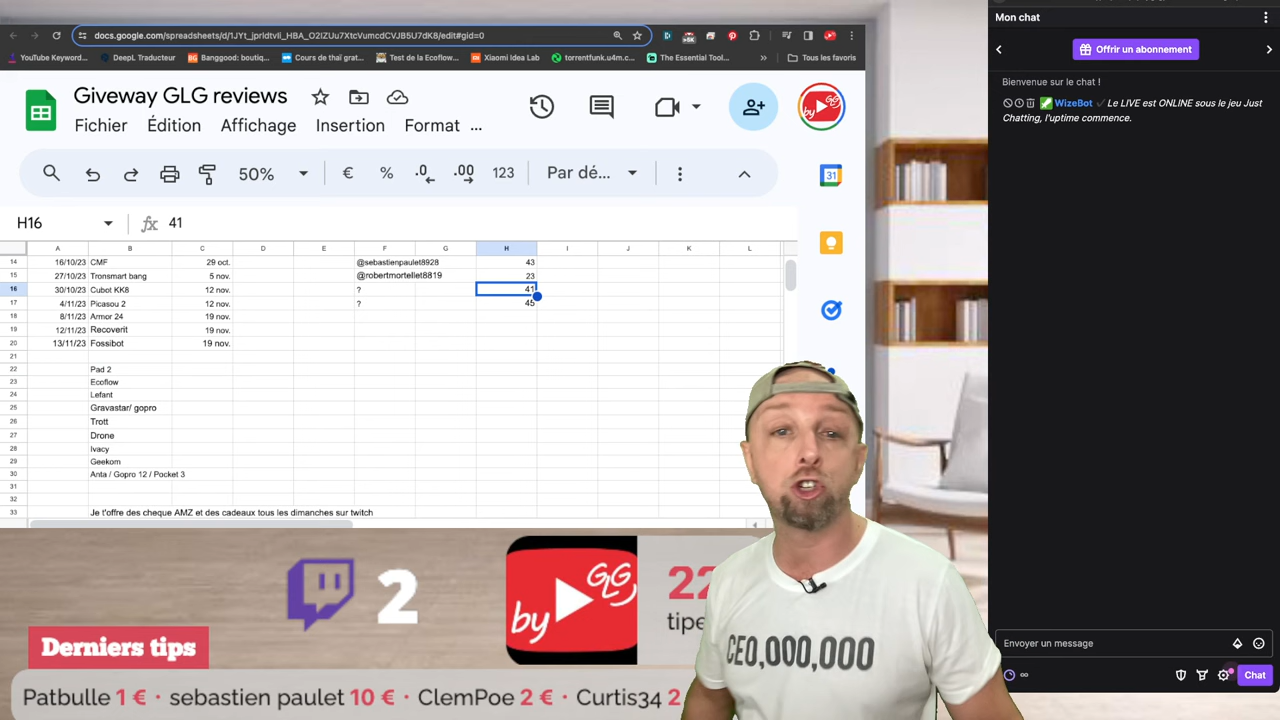 docs.google.com/spreadsheets/d/1JYt_jprldtvIl_HBA_O2IZUu7XtcVumcdCVJB5U7dK8/edit#gid=0
YouTube Keyword...
DeepL Traducteur
Banggood: boutiq...
Cours de thaï grat...
Test de la Ecoflow...
Xiaomi Idea Lab
torrentfunk.u4m.c...
The Essential Tool...
»
Tous les favoris
Giveway GLG reviews
Fichier Édition Affichage Insertion Format ...
50% € % .0 .00 123 Par dé...
H16 fx 41
A B C D E F G H I J K L
14 16/10/23 CMF 29 oct. @sebastienpaulet8928 43
15 27/10/23 Tronsmart bang 5 nov. @robertmortellet8819 23
16 30/10/23 Cubot KK8 12 nov. ? 41
17 4/11/23 Picasou 2 12 nov. ? 45
18 8/11/23 Armor 24 19 nov.
19 12/11/23 Recoverit 19 nov.
20 13/11/23 Fossibot 19 nov.
21
22 Pad 2
23 Ecoflow
24 Lefant
25 Gravastar/ gopro
26 Trott
27 Drone
28 Ivacy
29 Geekom
30 Anta / Gopro 12 / Pocket 3
31
32
33 Je t'offre des cheque AMZ et des cadeaux tous les dimanches sur twitch
31
by GLG
2
by GLG
22
tipe
Derniers tips
Patbulle 1 € • sebastien paulet 10 € • ClemPoe 2 € • Curtis34 2
CEO,000,000
Mon chat
Offrir un abonnement
Bienvenue sur le chat !
WizeBot ✓ Le LIVE est ONLINE sous le jeu Just
Chatting, l'uptime commence.
Envoyer un message
∞
Chat